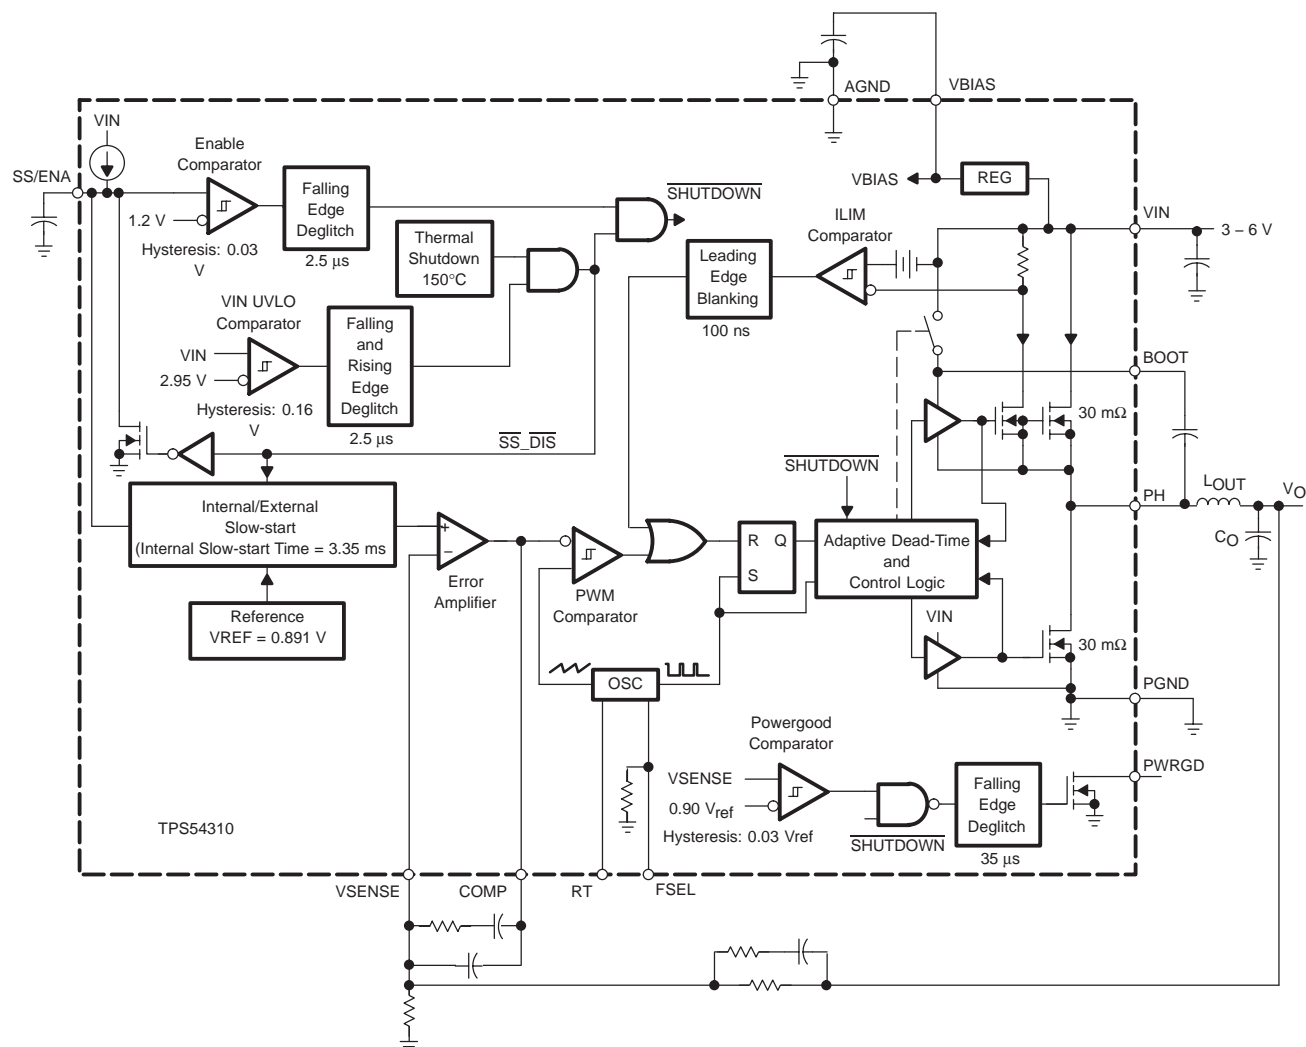 AGND
VBIAS
VIN
Enable
Comparator
SS/ENA
1.2 V
Hysteresis: 0.03
V
Falling
Edge
Deglitch
2.5 μs
Thermal
Shutdown
150°C
SHUTDOWN
VBIAS
REG
ILIM
Comparator
Leading
Edge
Blanking
100 ns
VIN
3 – 6 V
VIN UVLO
Comparator
VIN
2.95 V
Hysteresis: 0.16
V
Falling
and
Rising
Edge
Deglitch
2.5 μs
BOOT
30 mΩ
SS_DIS
SHUTDOWN
PH
LOUT
VO
CO
Internal/External
Slow-start
(Internal Slow-start Time = 3.35 ms
Reference
VREF = 0.891 V
+
−
Error
Amplifier
PWM
Comparator
R Q
S
Adaptive Dead-Time
and
Control Logic
VIN
30 mΩ
OSC
PGND
Powergood
Comparator
VSENSE
0.90 Vref
Hysteresis: 0.03 Vref
SHUTDOWN
Falling
Edge
Deglitch
35 μs
PWRGD
TPS54310
VSENSE
COMP
RT
FSEL